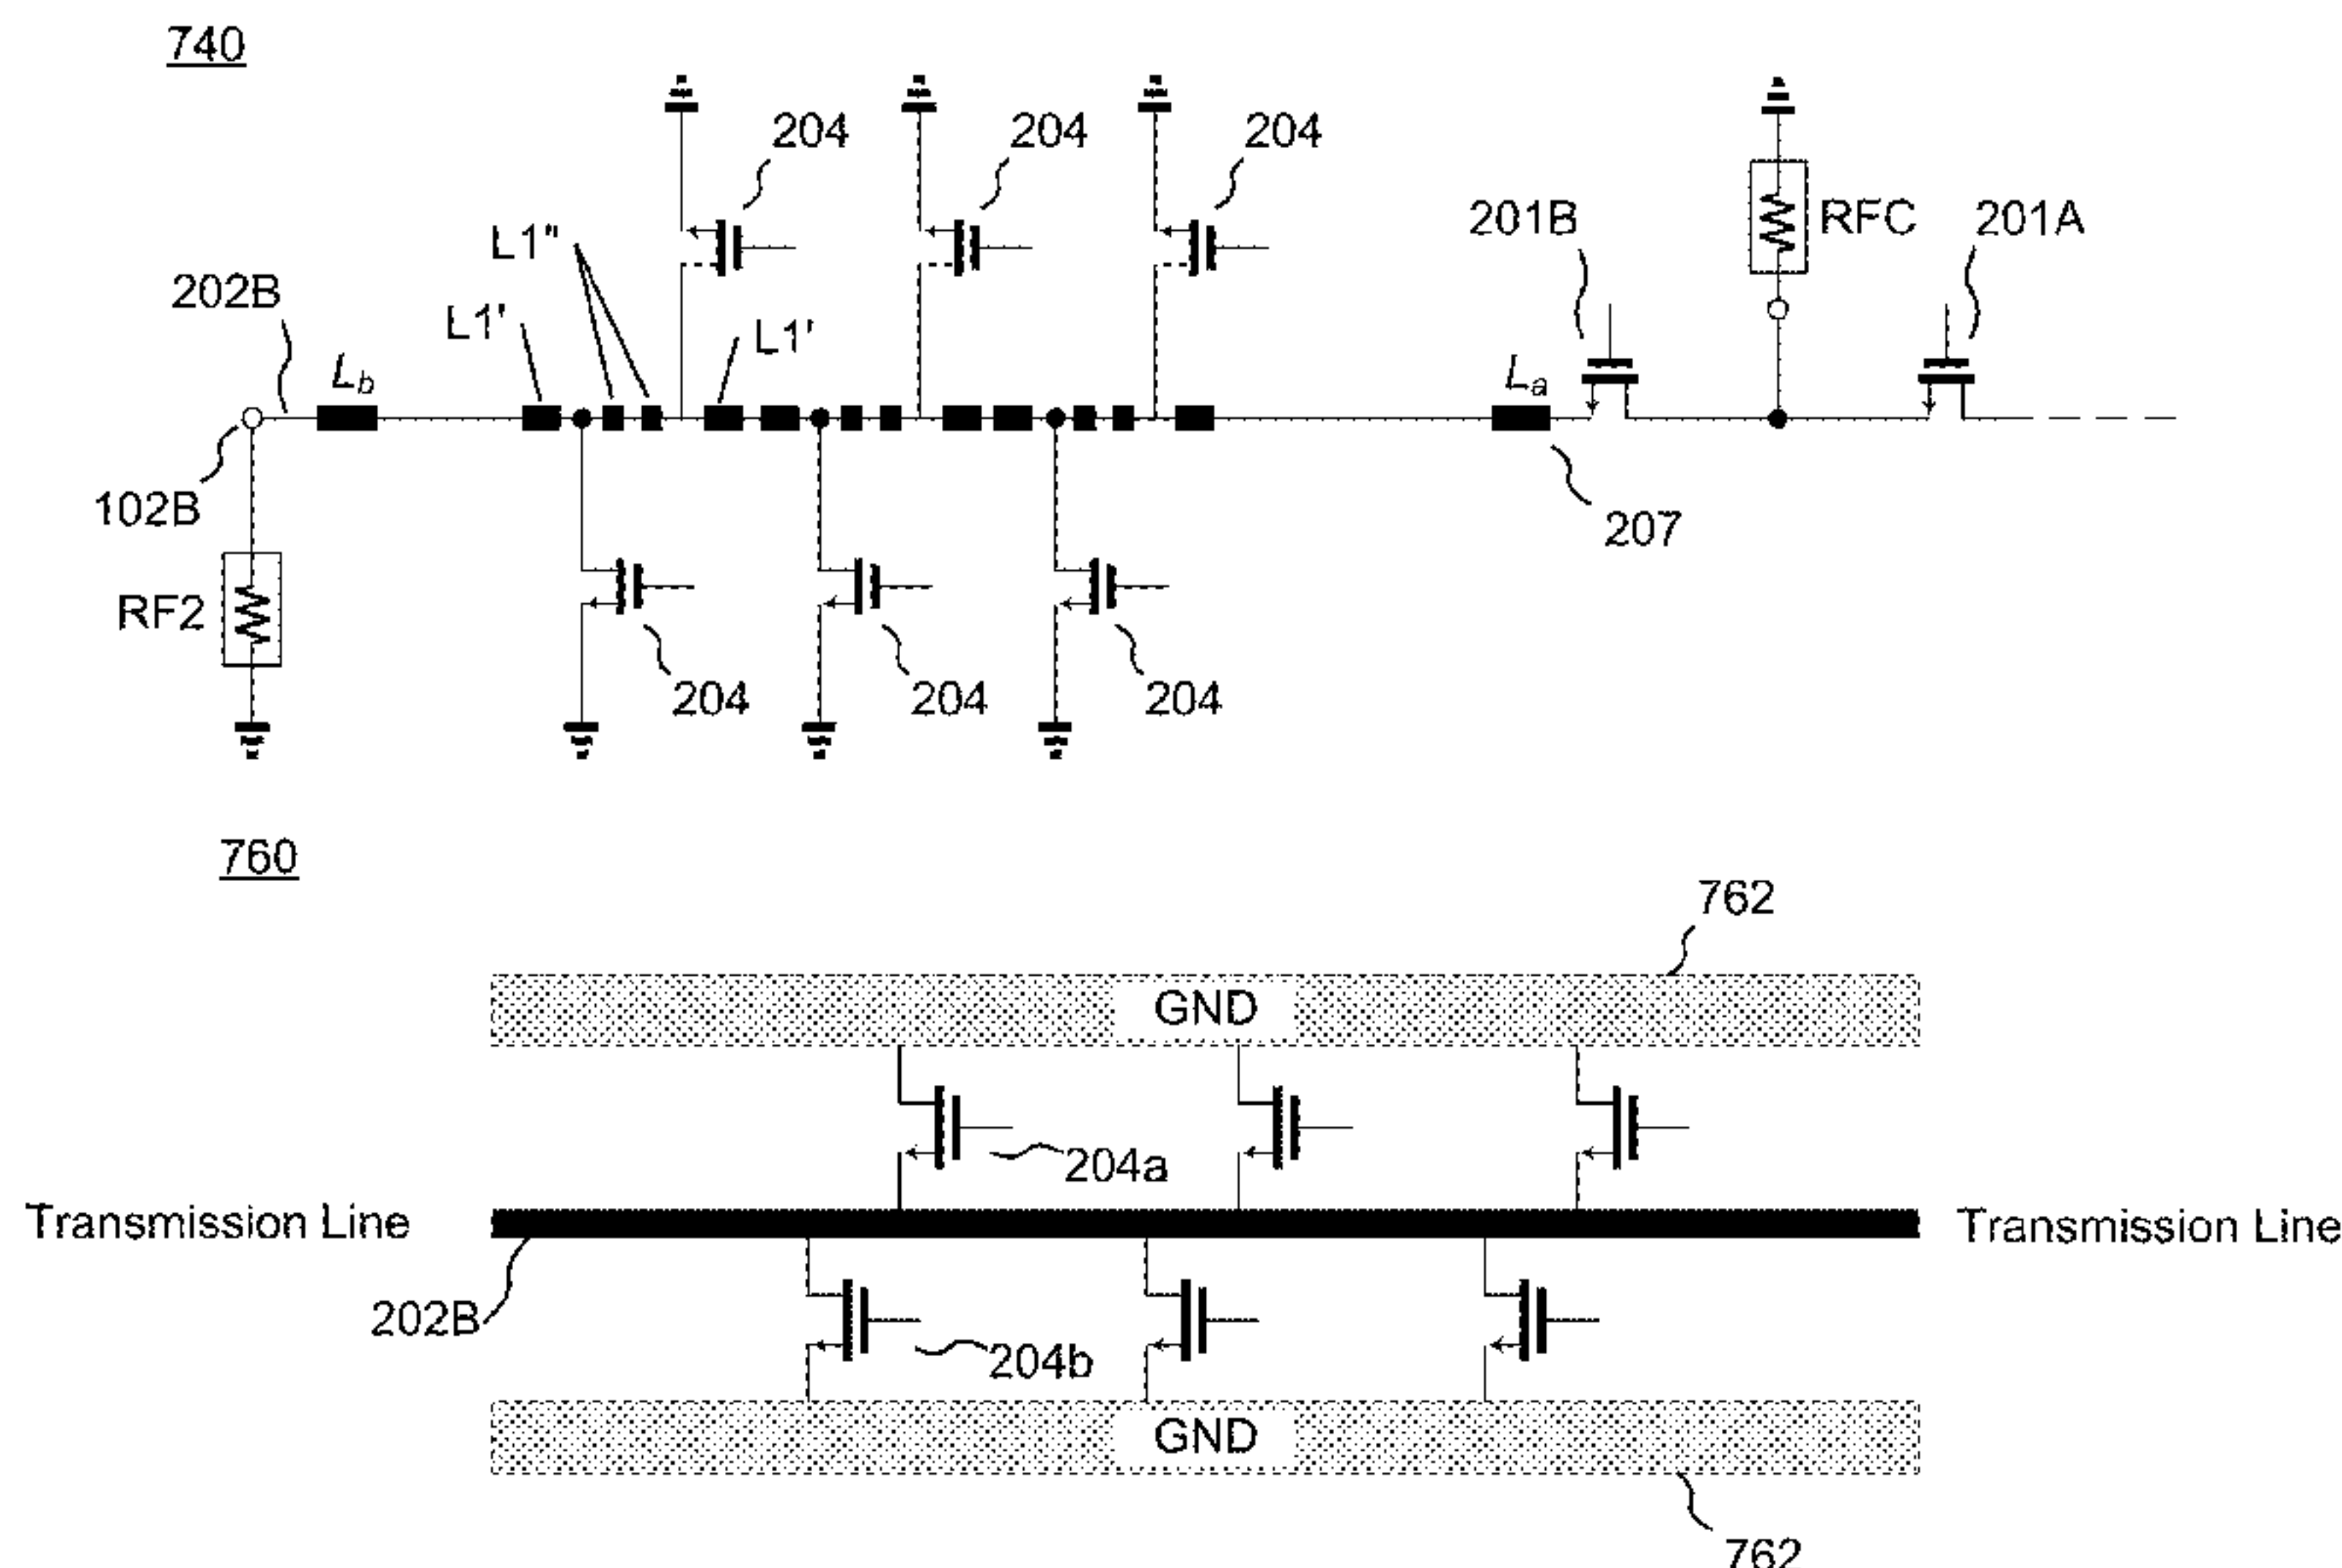 740
204 204 204
201B RFC 201A
L1"
202B
L1' L1'
Lb La
102B
207
RF2
204 204 204
760
762
GND
204a
Transmission Line Transmission Line
202B
204b
GND
762